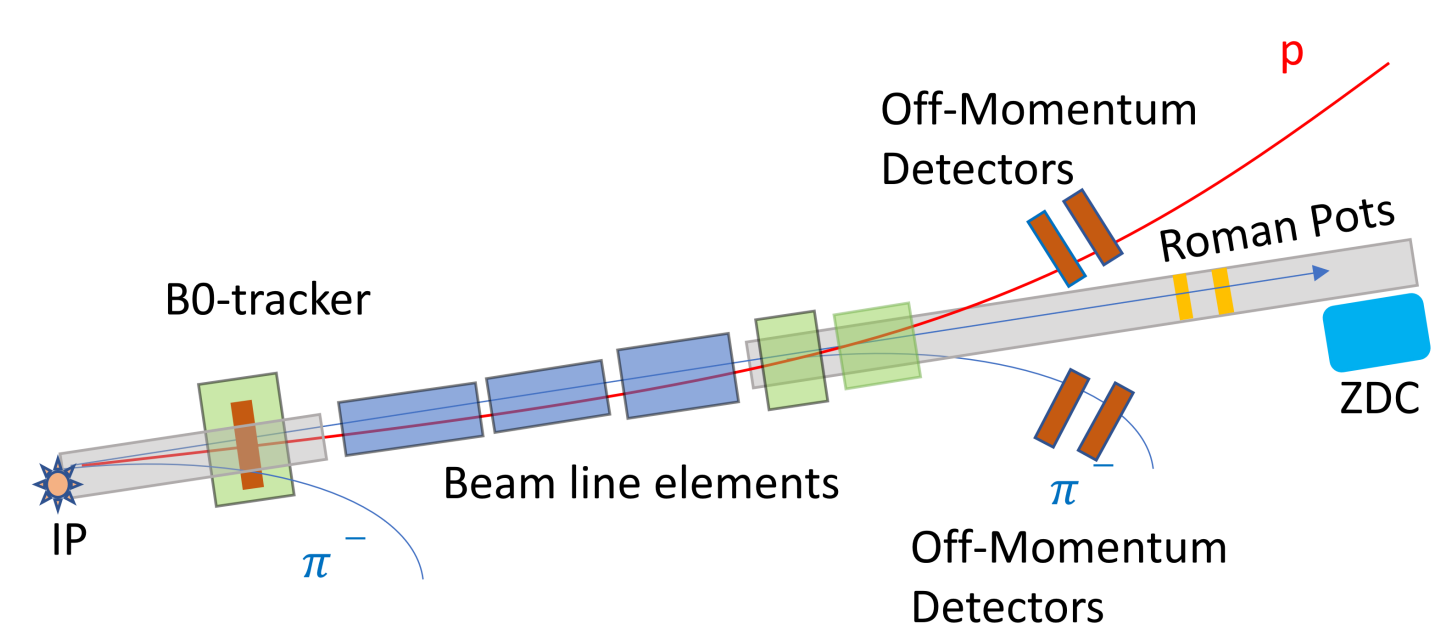 p
Off-Momentum
Detectors
Roman Pots
B0-tracker
ZDC
Beam line elements
π⁻
IP
π⁻
Off-Momentum
Detectors